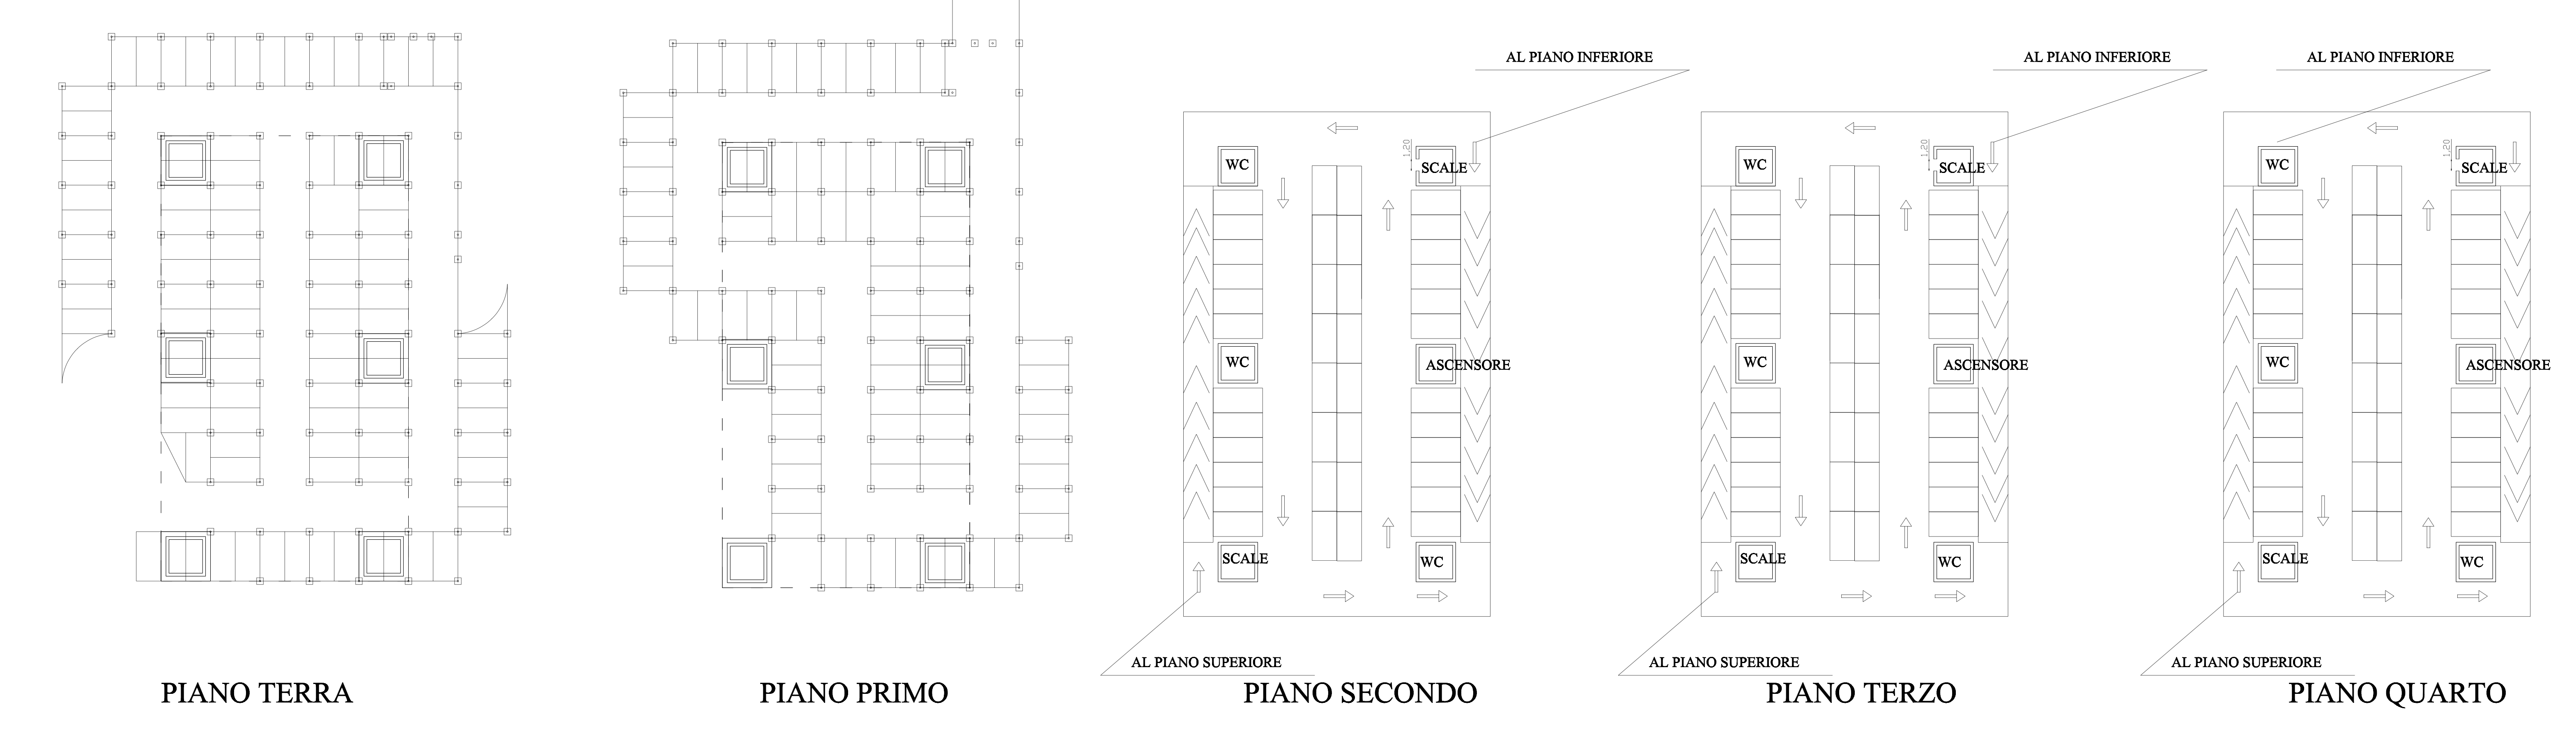 AL PIANO INFERIORE
AL PIANO INFERIORE
AL PIANO INFERIORE
WC
1,20
SCALE
WC
1,20
SCALE
WC
1,20
SCALE
WC
ASCENSORE
WC
ASCENSORE
WC
ASCENSORE
SCALE
WC
SCALE
WC
SCALE
WC
AL PIANO SUPERIORE
AL PIANO SUPERIORE
AL PIANO SUPERIORE
PIANO TERRA
PIANO PRIMO
PIANO SECONDO
PIANO TERZO
PIANO QUARTO